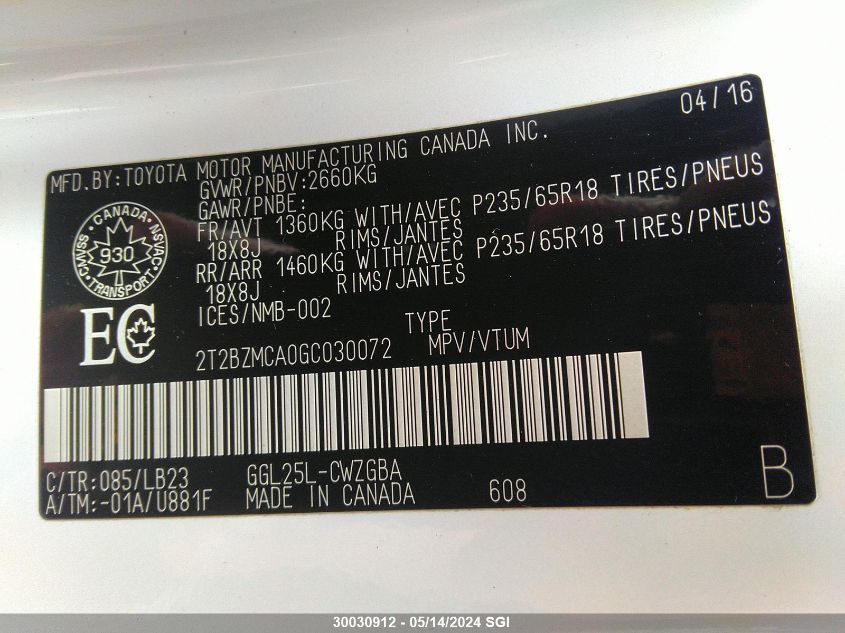 04/16
MFD.BY:TOYOTA MOTOR MANUFACTURING CANADA INC.
GVWR/PNBV:2660KG
GAWR/PNBE:
FR/AVT 1360KG WITH/AVEC P235/65R18 TIRES/PNEUS
18X8J RIMS/JANTES
RR/ARR 1460KG WITH/AVEC P235/65R18 TIRES/PNEUS
18X8J RIMS/JANTES
ICES/NMB-002
CANADA
CMVSS
NSVAC
930
TRANSPORT
EC
TYPE
2T2BZMCA0GC030072 MPV/VTUM
C/TR:085/LB23 GGL25L-CWZGBA
A/TM:-01A/U881F MADE IN CANADA 608
B
30030912 - 05/14/2024 SGI